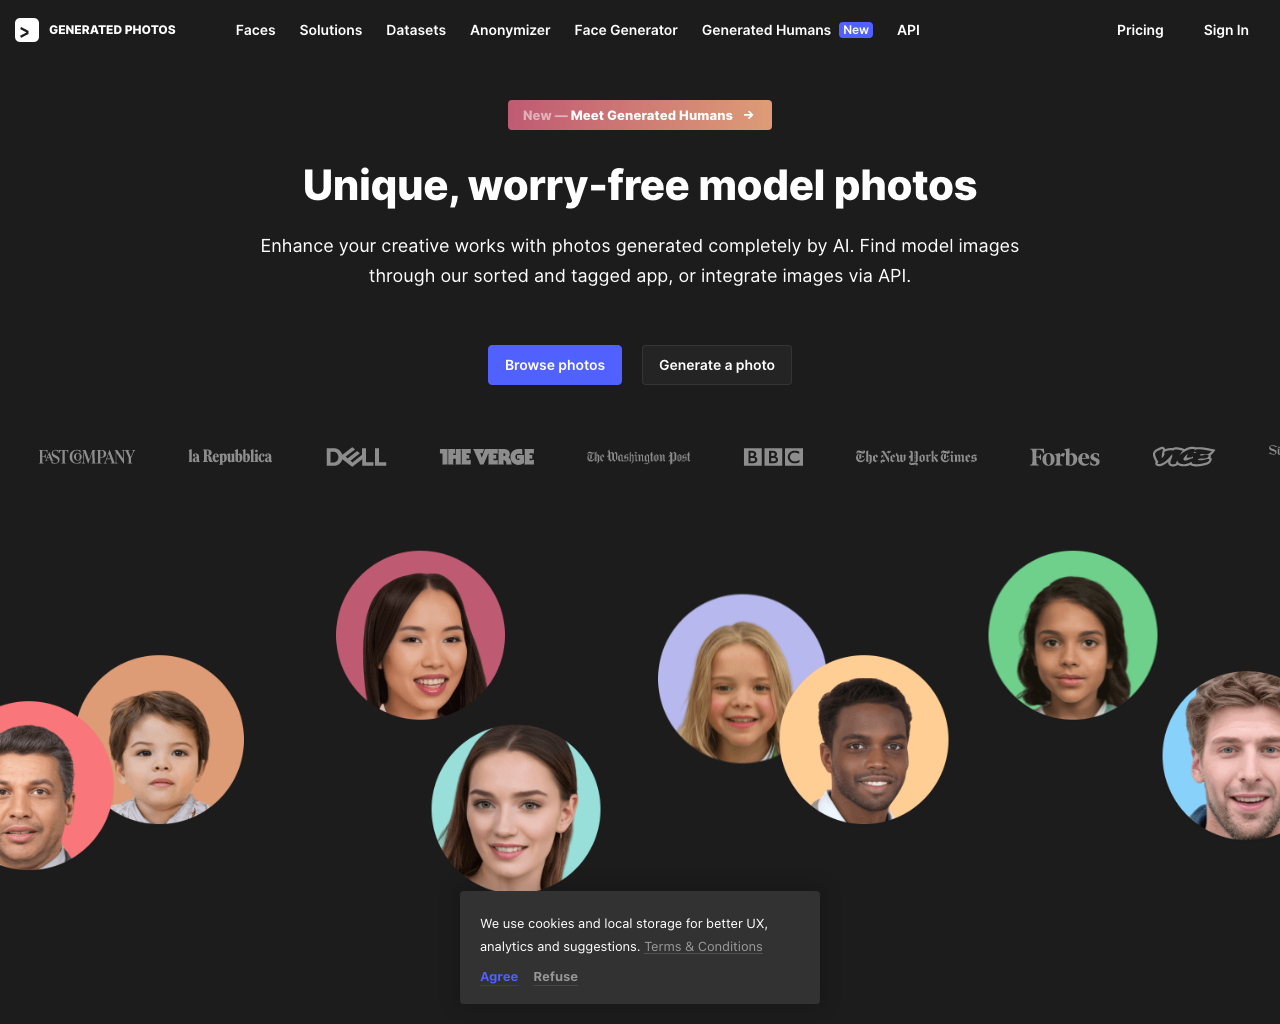 GENERATED PHOTOS
Faces
Solutions
Datasets
Anonymizer
Face Generator
Generated Humans New
API
Pricing
Sign In
New — Meet Generated Humans →
Unique, worry-free model photos
Enhance your creative works with photos generated completely by AI. Find model images
through our sorted and tagged app, or integrate images via API.
Browse photos
Generate a photo
FAST COMPANY
la Repubblica
DELL
THE VERGE
The Washington Post
BBC
The New York Times
Forbes
VICE
We use cookies and local storage for better UX,
analytics and suggestions. Terms & Conditions
Agree
Refuse